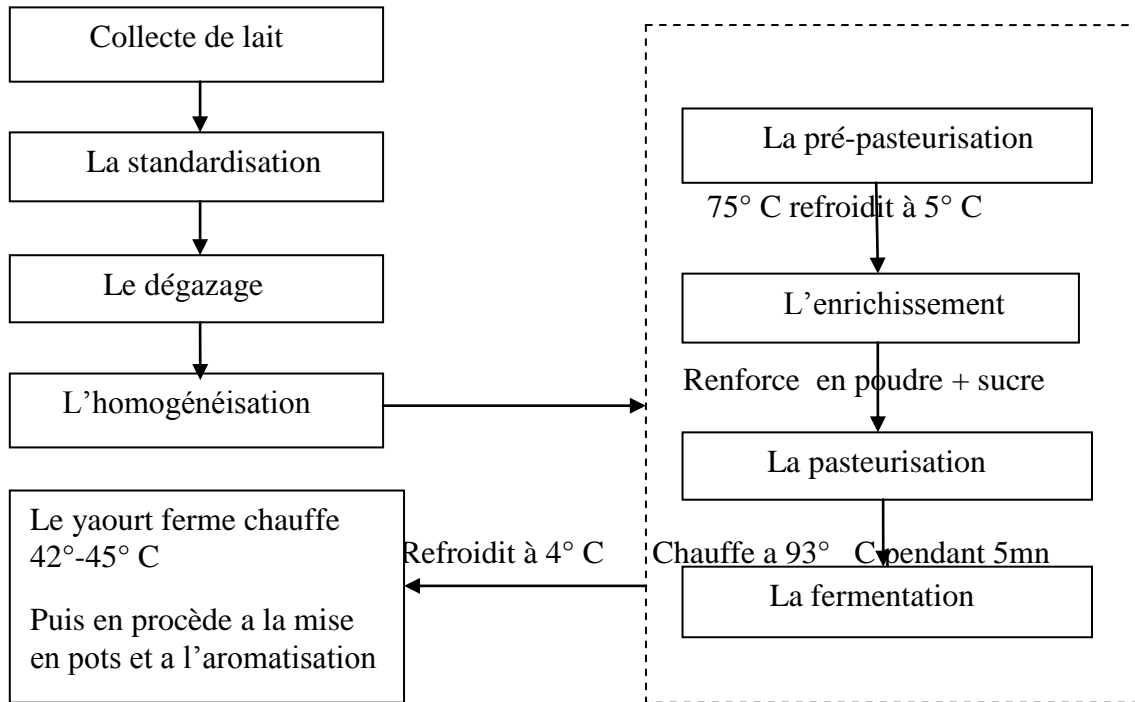 Collecte de lait
La standardisation
Le dégazage
L’homogénéisation
La pré-pasteurisation
75° C refroidit à 5° C
L’enrichissement
Renforce en poudre + sucre
La pasteurisation
Chauffe a 93° C pendant 5mn
La fermentation
Refroidit à 4° C
Le yaourt ferme chauffe
42°-45° C
Puis en procède a la mise
en pots et a l’aromatisation